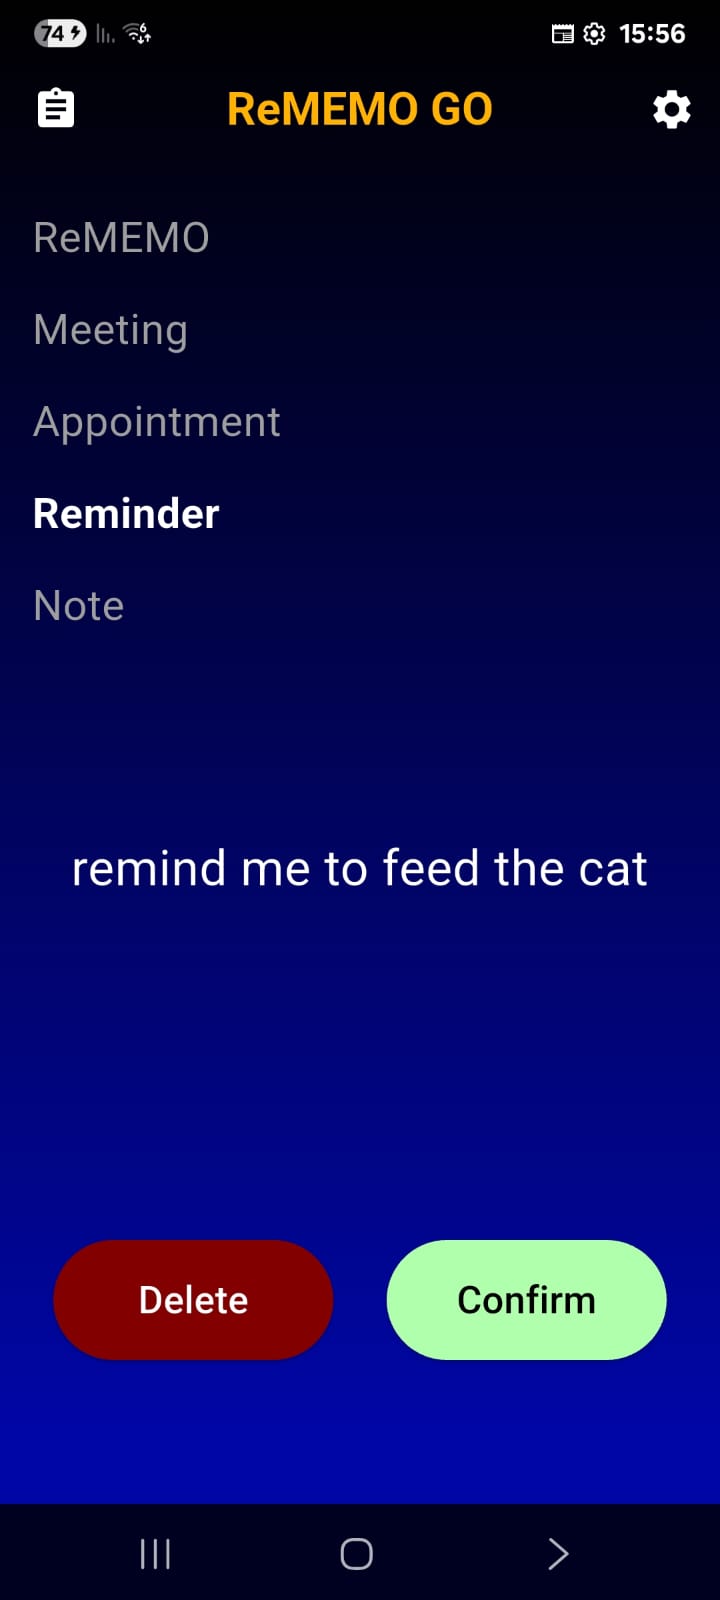 74
15:56
ReMEMO GO
ReMEMO
Meeting
Appointment
Reminder
Note
remind me to feed the cat
Delete
Confirm